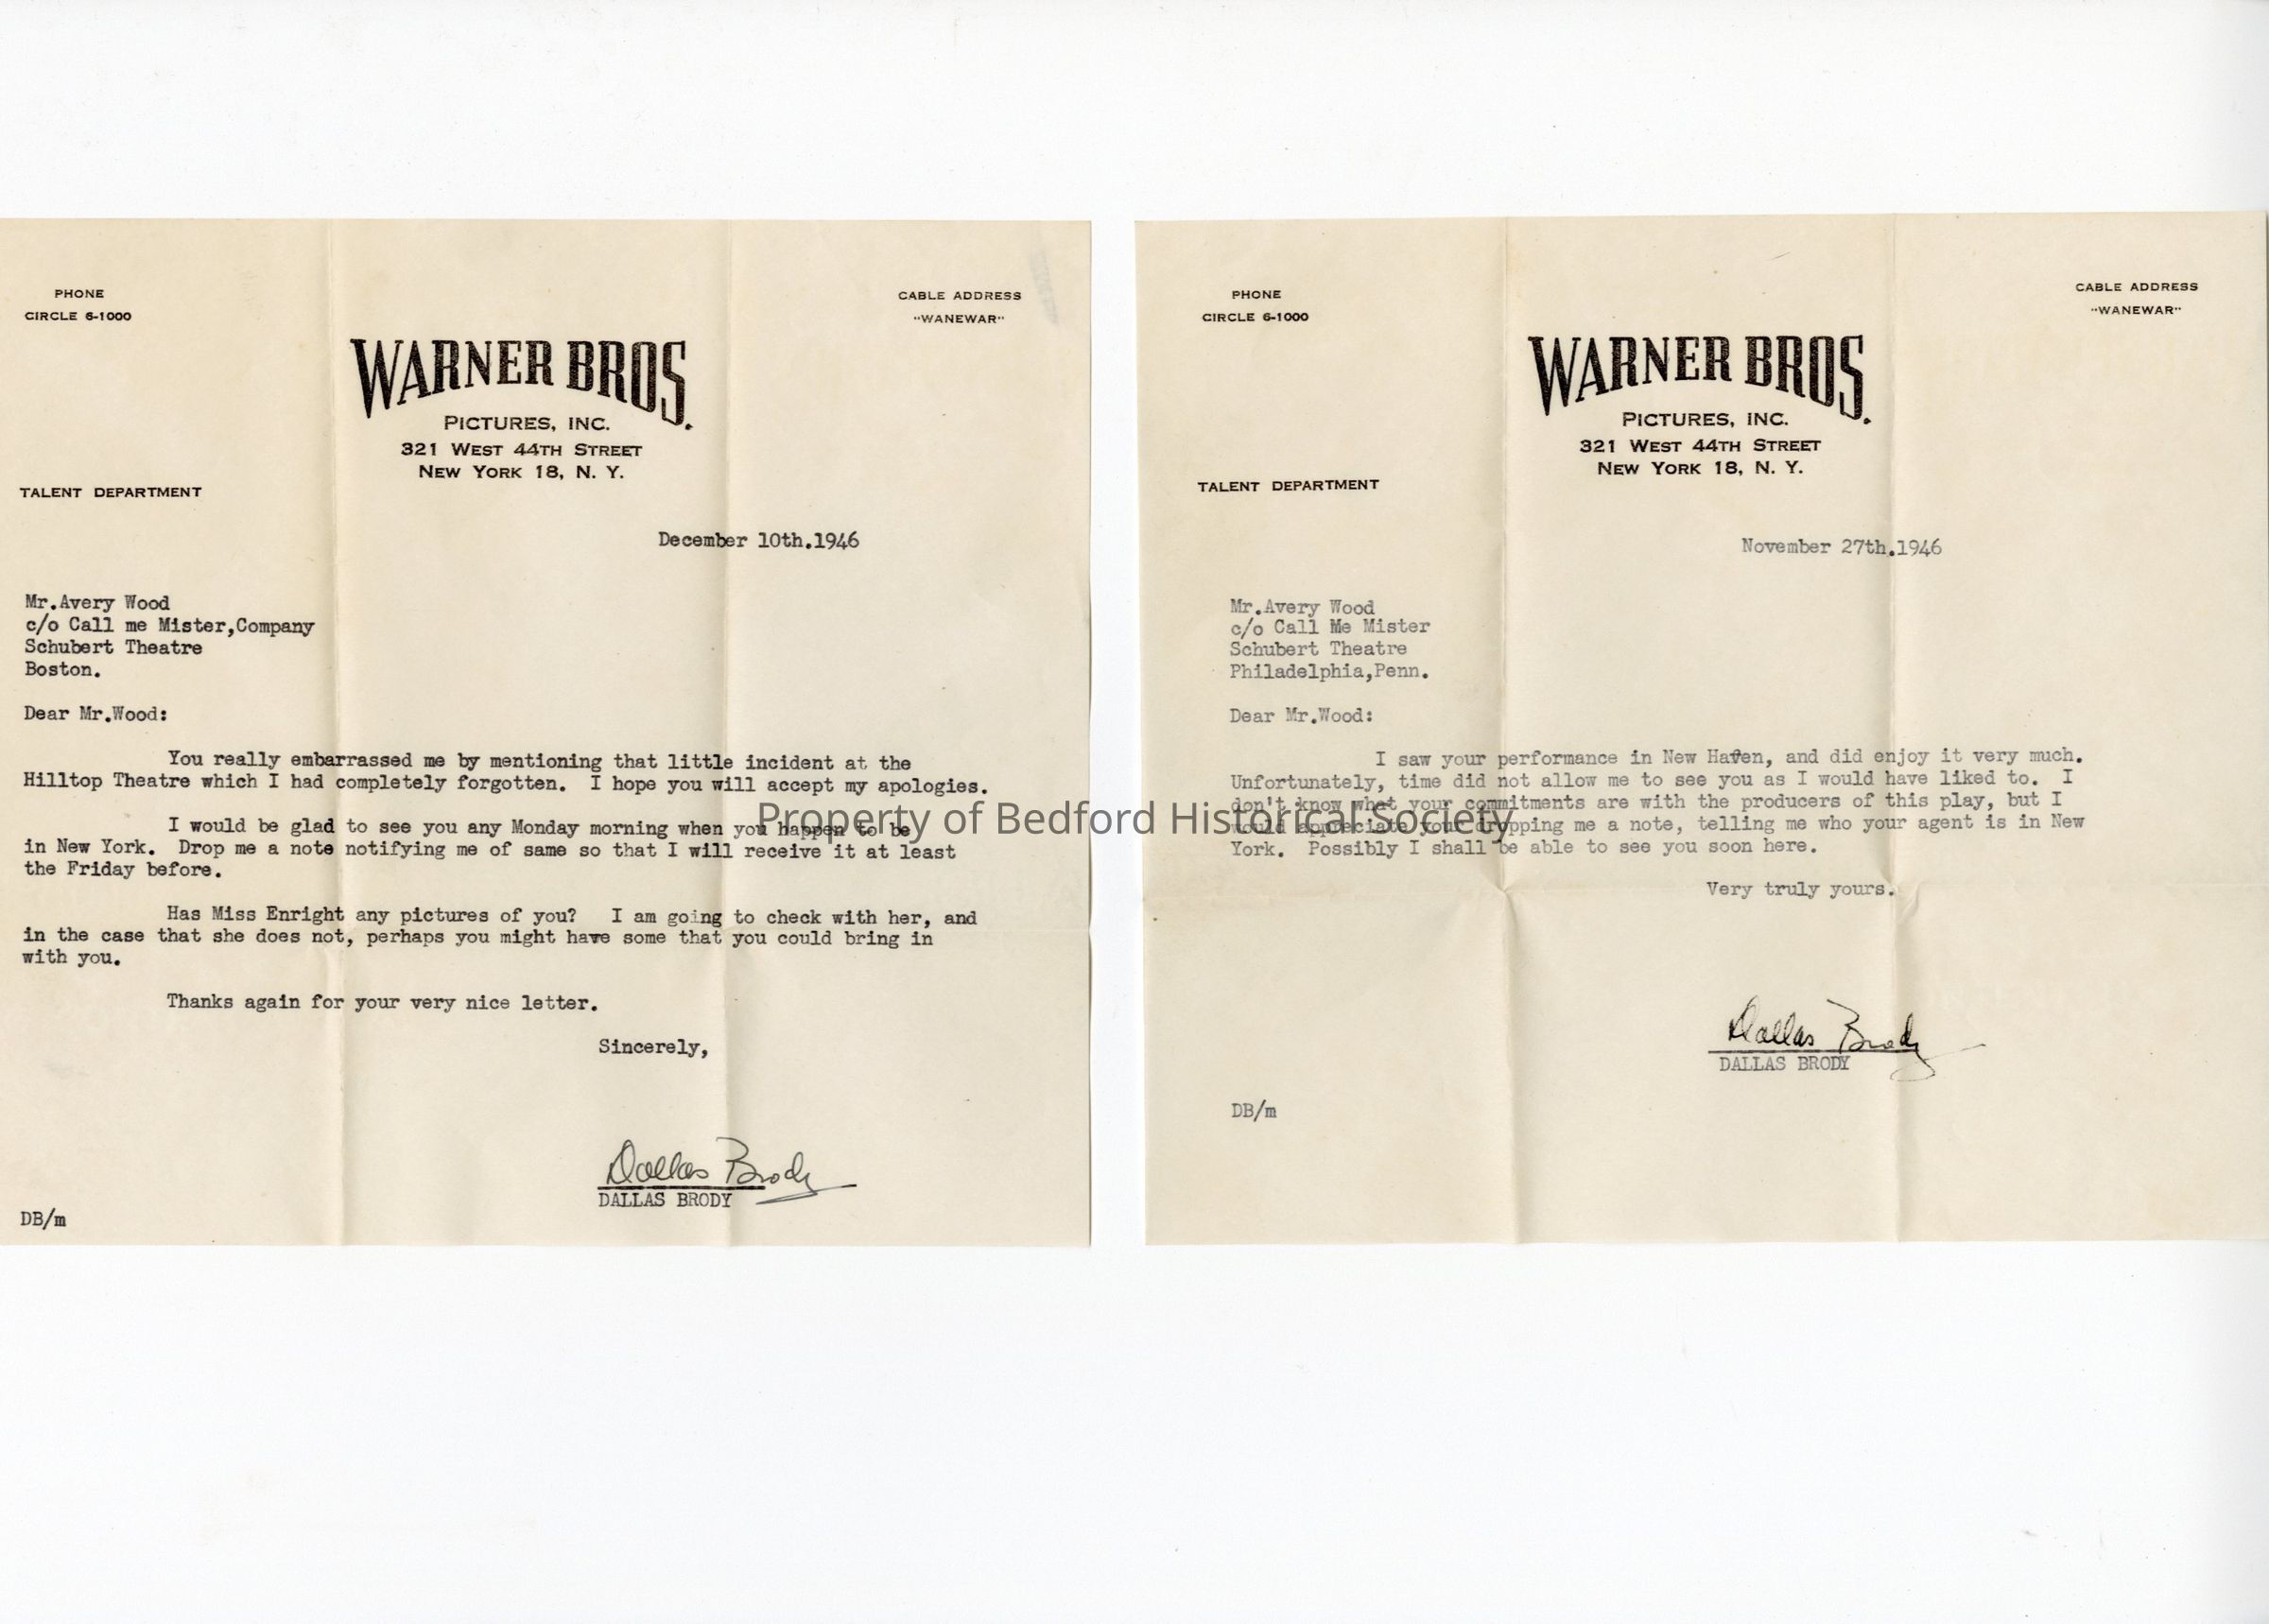 PHONE
CIRCLE 6-1000
CABLE ADDRESS
"WANEWAR"
WARNER BROS.
PICTURES, INC.
321 WEST 44TH STREET
NEW YORK 18, N. Y.
TALENT DEPARTMENT
December 10th.1946
Mr.Avery Wood
c/o Call me Mister,Company
Schubert Theatre
Boston.
Dear Mr.Wood:
You really embarrassed me by mentioning that little incident at the
Hilltop Theatre which I had completely forgotten. I hope you will accept my apologies.
I would be glad to see you any Monday morning when you happen to be
in New York. Drop me a note notifying me of same so that I will receive it at least
the Friday before.
Has Miss Enright any pictures of you? I am going to check with her, and
in the case that she does not, perhaps you might have some that you could bring in
with you.
Thanks again for your very nice letter.
Sincerely,
Dallas Brody
DALLAS BRODY
DB/m
PHONE
CIRCLE 6-1000
CABLE ADDRESS
"WANEWAR"
WARNER BROS.
PICTURES, INC.
321 WEST 44TH STREET
NEW YORK 18, N. Y.
TALENT DEPARTMENT
November 27th.1946
Mr.Avery Wood
c/o Call Me Mister
Schubert Theatre
Philadelphia,Penn.
Dear Mr.Wood:
I saw your performance in New Haven, and did enjoy it very much.
Unfortunately, time did not allow me to see you as I would have liked to. I
don't know what your commitments are with the producers of this play, but I
would appreciate your dropping me a note, telling me who your agent is in New
York. Possibly I shall be able to see you soon here.
Very truly yours.
Dallas Brody
DALLAS BRODY
DB/m
Property of Bedford Historical Society